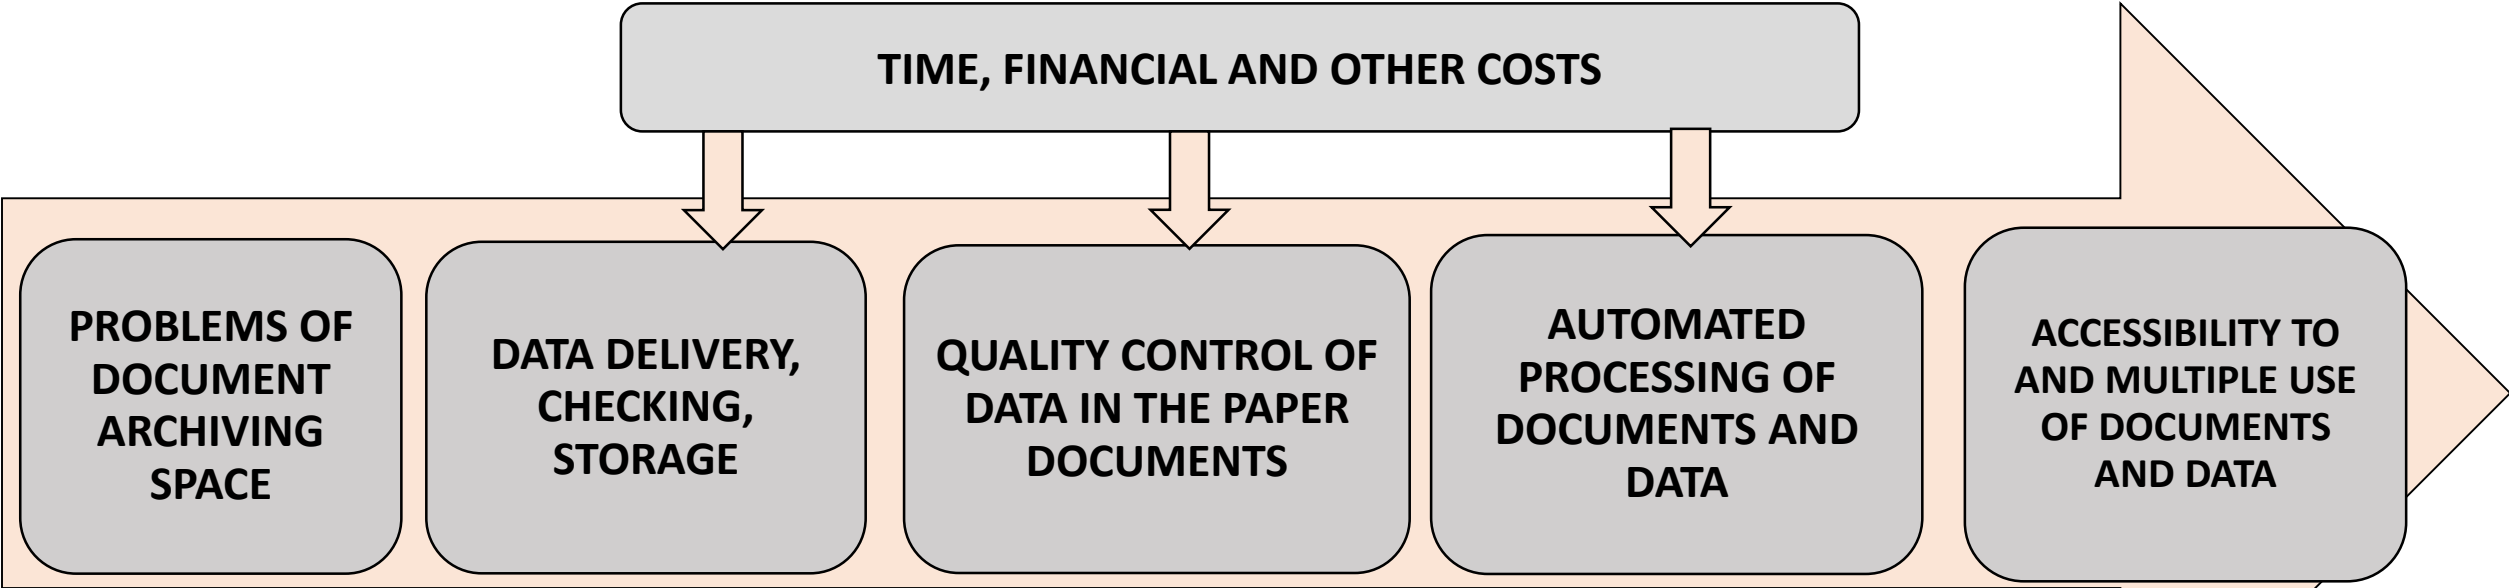 TIME, FINANCIAL AND OTHER COSTS
PROBLEMS OF
DOCUMENT
ARCHIVING
SPACE
DATA DELIVERY,
CHECKING,
STORAGE
QUALITY CONTROL OF
DATA IN THE PAPER
DOCUMENTS
AUTOMATED
PROCESSING OF
DOCUMENTS AND
DATA
ACCESSIBILITY TO
AND MULTIPLE USE
OF DOCUMENTS
AND DATA